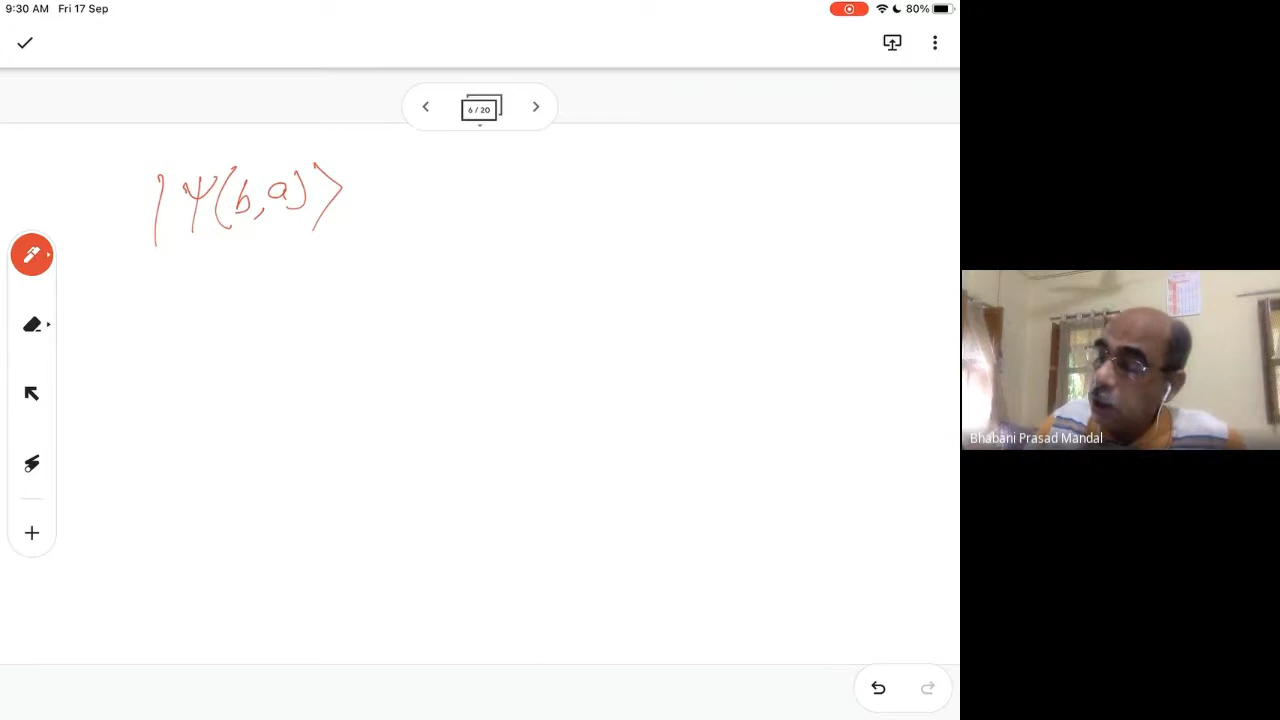 9:30 AM Fri 17 Sep
80%
6 / 20
|Ψ(b,a)⟩
Bhabani Prasad Mandal